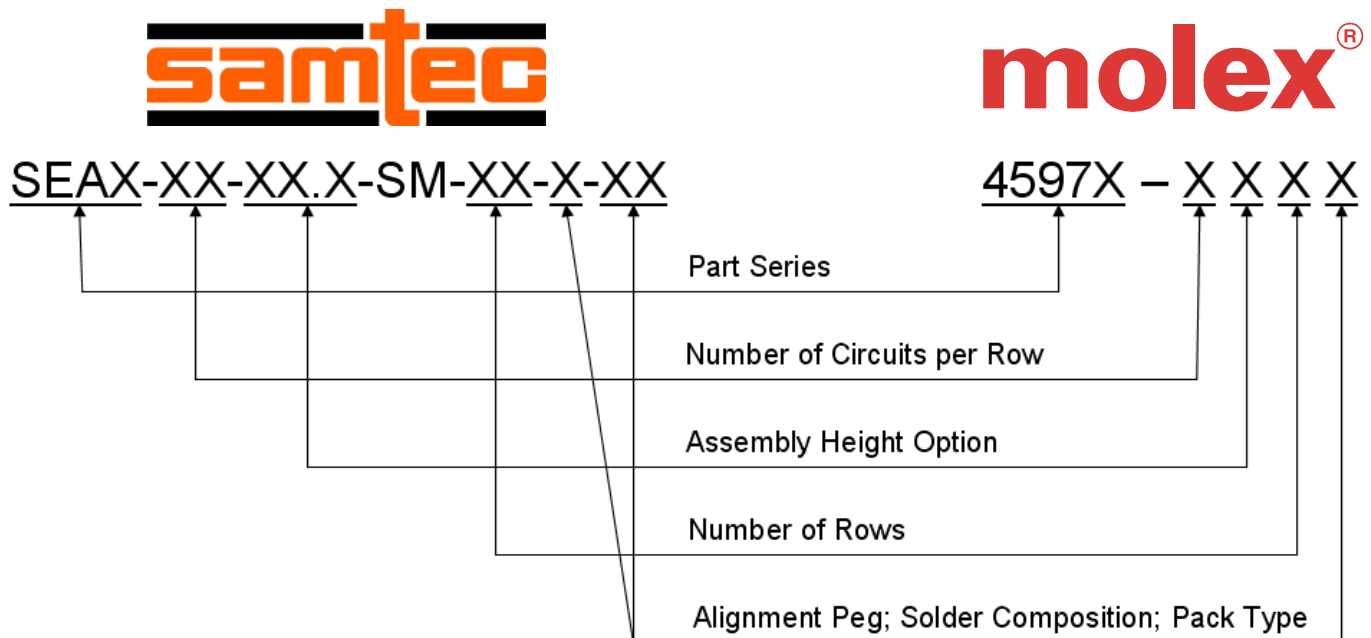 samtec
molex®
SEAX-XX-XX.X-SM-XX-X-XX
4597X – X X X X
Part Series
Number of Circuits per Row
Assembly Height Option
Number of Rows
Alignment Peg; Solder Composition; Pack Type